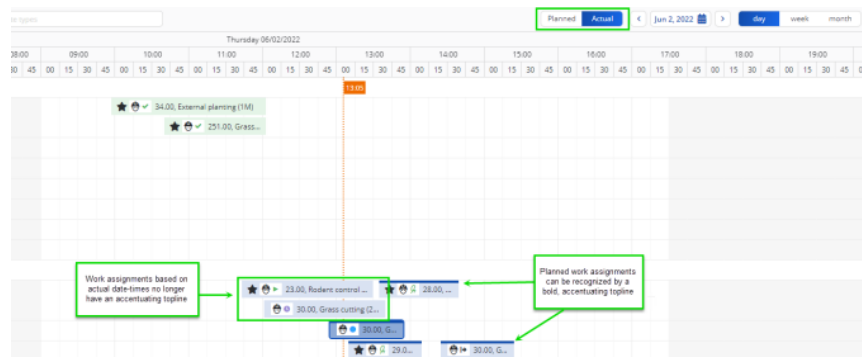 types
Planned Actual < Jun 2, 2022 > day week month
Thursday 06/02/2022
08:00 09:00 10:00 11:00 12:00 13:00 14:00 15:00 16:00 17:00 18:00 19:00
30 45 00 15 30 45 00 15 30 45 00 15 30 45 00 15 30 45 00 15 30 45 00 15 30 45 00 15 30 45 00 15 30 45 00 15 30 45 00 15 30 45 00 15 30 45
13:05
34.00, External planting (1M)
251.00, Grass...
Work assignments based on
actual date-times no longer
have an accentuating topline
Planned work assignments
can be recognized by a
bold, accentuating topline
23.00, Rodent control ...
28.00, ...
30.00, Grass cutting (2...
30.00, G...
29.0...
30.00, G...